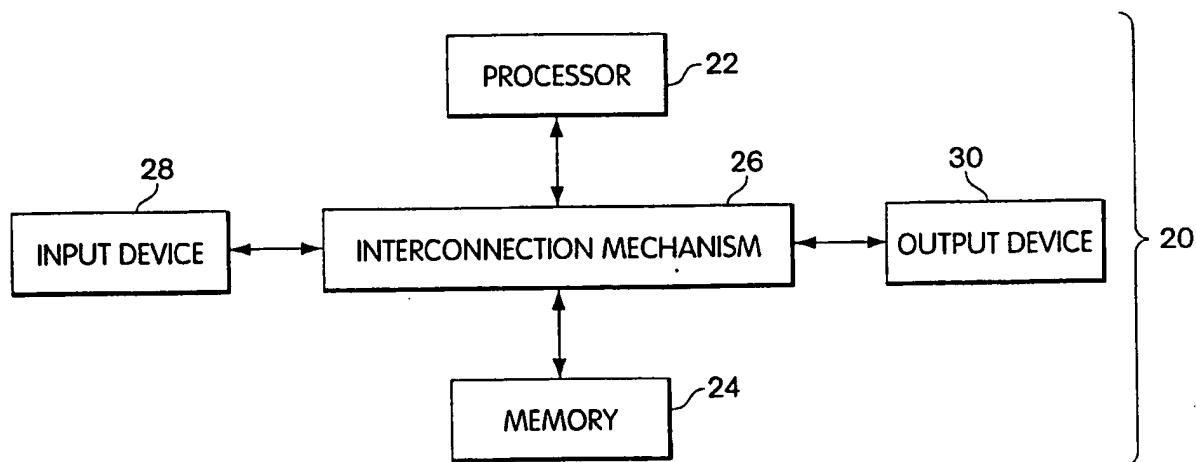 PROCESSOR
22
28
26
30
INPUT DEVICE
INTERCONNECTION MECHANISM
OUTPUT DEVICE
20
MEMORY
24